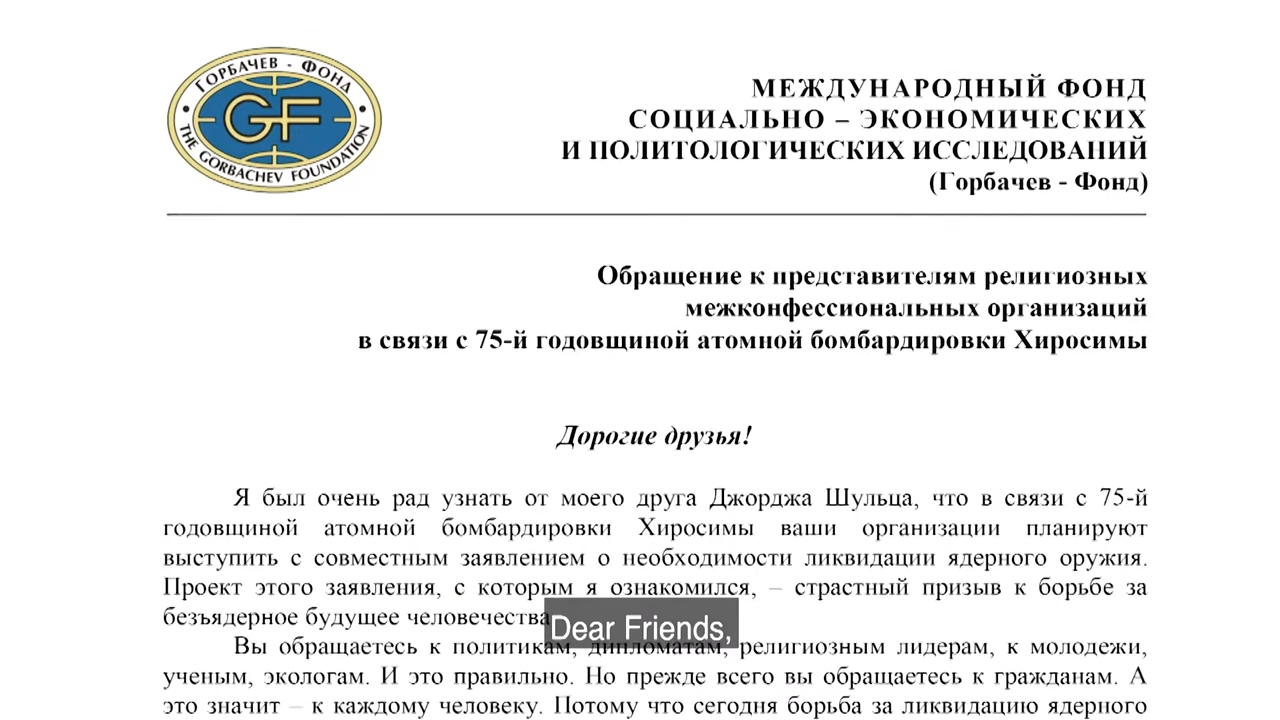 ГОРБАЧЕВ - ФОНД
GF
THE GORBACHEV FOUNDATION
МЕЖДУНАРОДНЫЙ ФОНД
СОЦИАЛЬНО – ЭКОНОМИЧЕСКИХ
И ПОЛИТОЛОГИЧЕСКИХ ИССЛЕДОВАНИЙ
(Горбачев - Фонд)
Обращение к представителям религиозных
межконфессиональных организаций
в связи с 75-й годовщиной атомной бомбардировки Хиросимы
Дорогие друзья!
Я был очень рад узнать от моего друга Джорджа Шульца, что в связи с 75-й
годовщиной атомной бомбардировки Хиросимы ваши организации планируют
выступить с совместным заявлением о необходимости ликвидации ядерного оружия.
Проект этого заявления, с которым я ознакомился, – страстный призыв к борьбе за
безъядерное будущее человечества
Dear Friends,
Вы обращаетесь к политикам, дипломатам, религиозным лидерам, к молодежи,
ученым, экологам. И это правильно. Но прежде всего вы обращаетесь к гражданам. А
это значит – к каждому человеку. Потому что сегодня борьба за ликвидацию ядерного